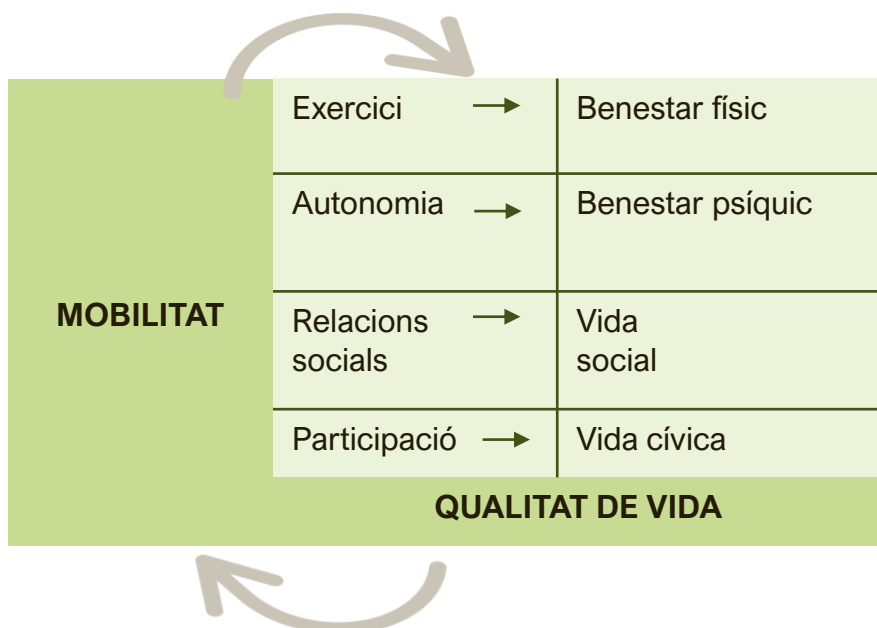 Exercici
Benestar físic
Autonomia
Benestar psíquic
MOBILITAT
Relacions
socials
Vida
social
Participació
Vida cívica
QUALITAT DE VIDA